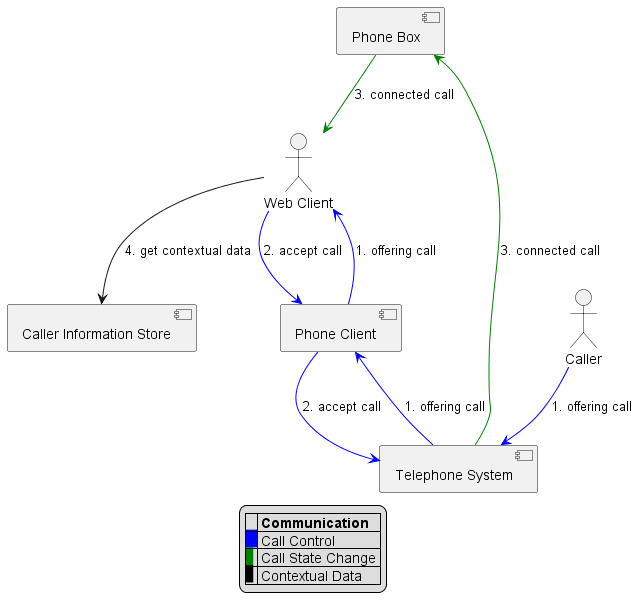 Phone Box
3. connected call
Web Client
4. get contextual data
2. accept call
1. offering call
3. connected call
Caller Information Store
Phone Client
Caller
2. accept call
1. offering call
1. offering call
Telephone System
Communication
Call Control
Call State Change
Contextual Data